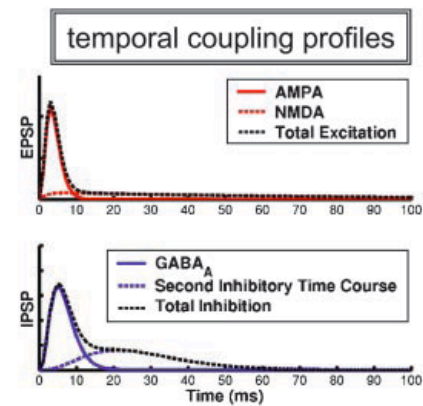 temporal coupling profiles
AMPA
NMDA
Total Excitation
EPSP
0 10 20 30 40 50 60 70 80 90 100
GABA_A
Second Inhibitory Time Course
Total Inhibition
IPSP
0 10 20 30 40 50 60 70 80 90 100
Time (ms)